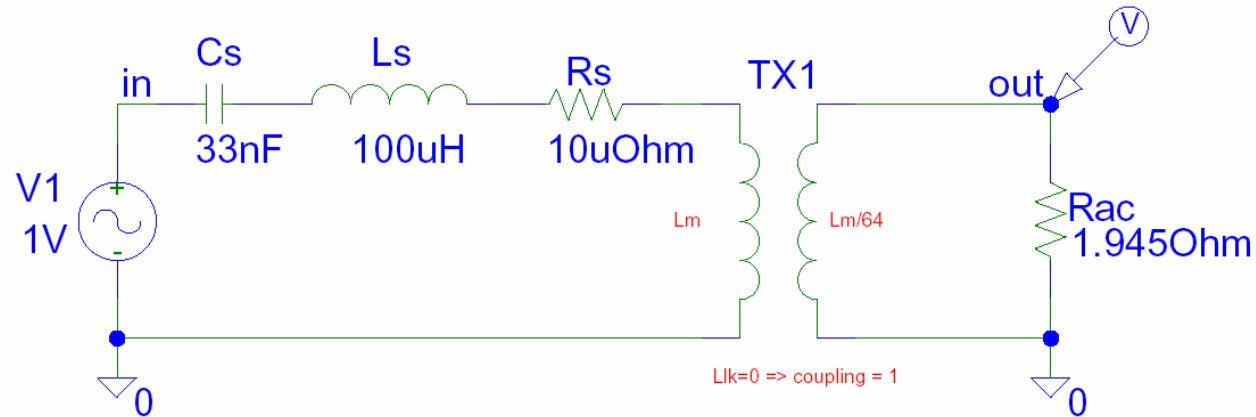 V
Cs
Ls
Rs
TX1
in
out
33nF
100uH
10uOhm
V1
1V
+
-
Lm
Lm/64
Rac
1.945Ohm
Llk=0 => coupling = 1
0
0